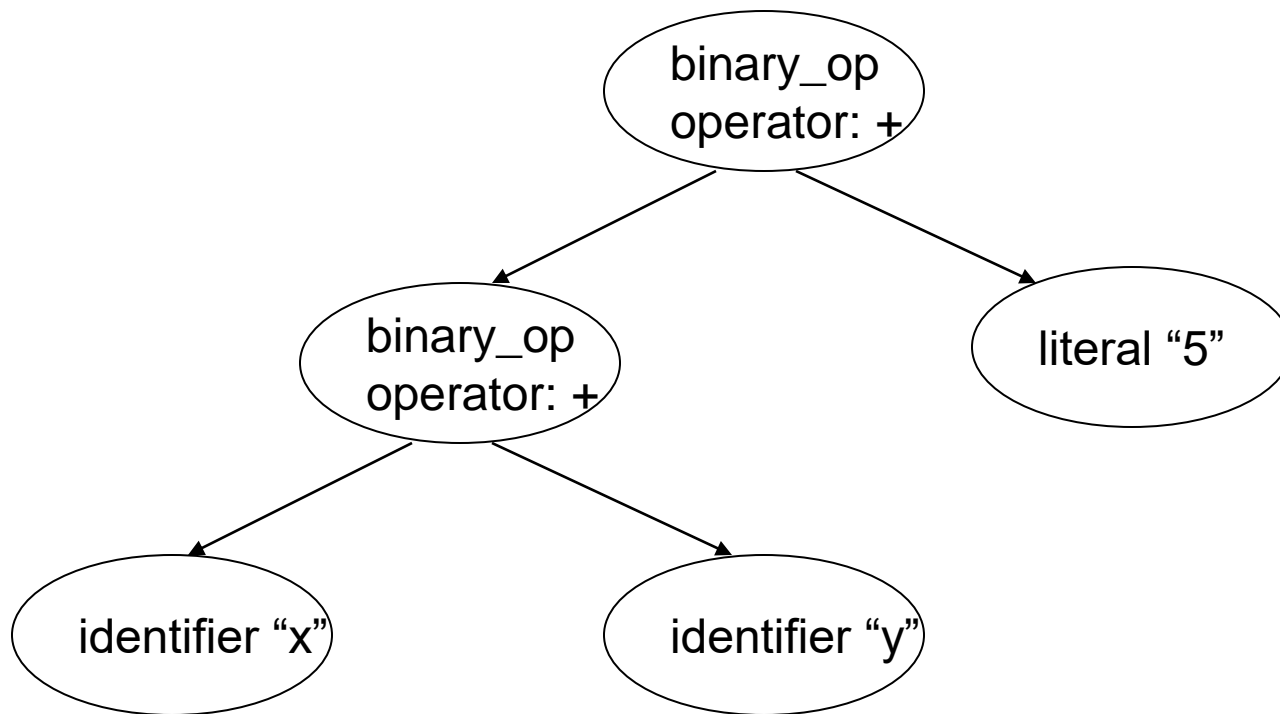 binary_op
operator: +
binary_op
operator: +
literal “5”
identifier “x”
identifier “y”